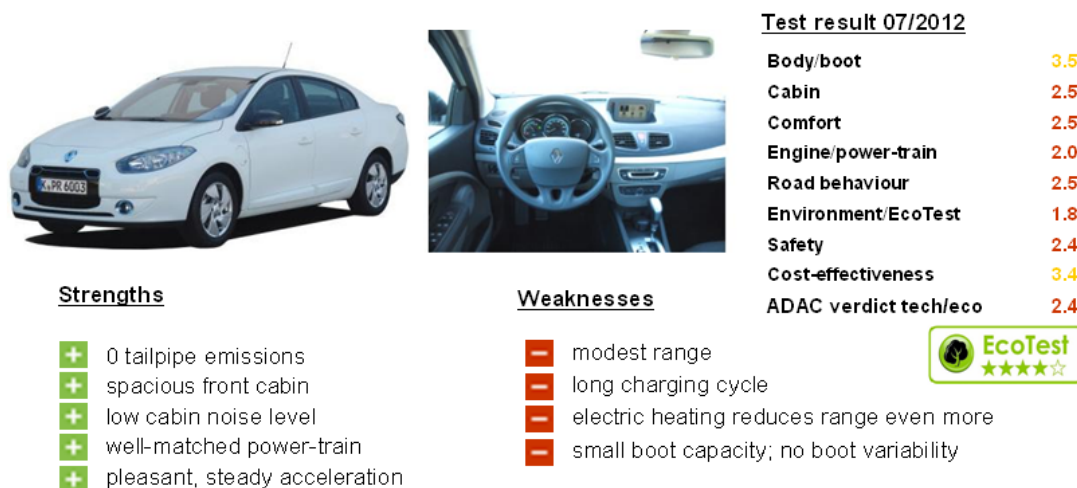 Test result 07/2012
Body/boot 3.5
Cabin 2.5
Comfort 2.5
Engine/power-train 2.0
Road behaviour 2.5
Environment/EcoTest 1.8
Safety 2.4
Cost-effectiveness 3.4
ADAC verdict tech/eco 2.4
EcoTest
K PR 6003
Strengths
0 tailpipe emissions
spacious front cabin
low cabin noise level
well-matched power-train
pleasant, steady acceleration
Weaknesses
modest range
long charging cycle
electric heating reduces range even more
small boot capacity; no boot variability